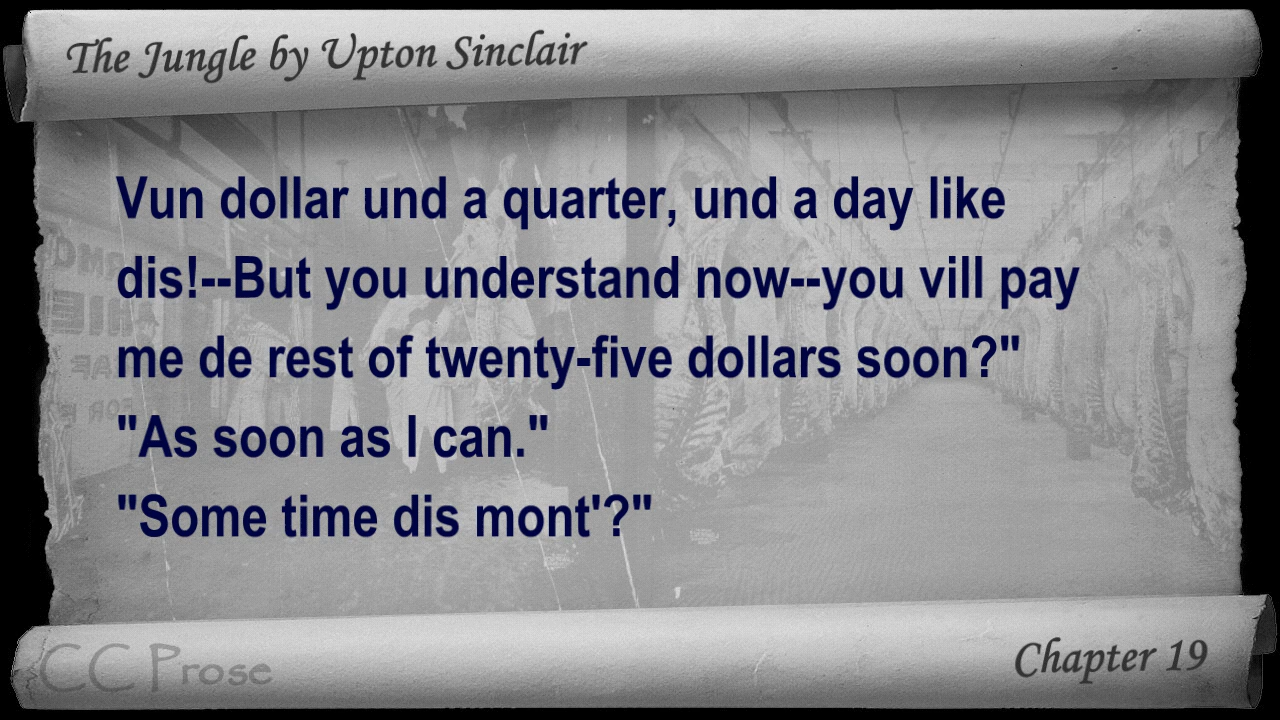 The Jungle by Upton Sinclair
Vun dollar und a quarter, und a day like
dis!--But you understand now--you vill pay
me de rest of twenty-five dollars soon?"
"As soon as I can."
"Some time dis mont'?"
CC Prose
Chapter 19